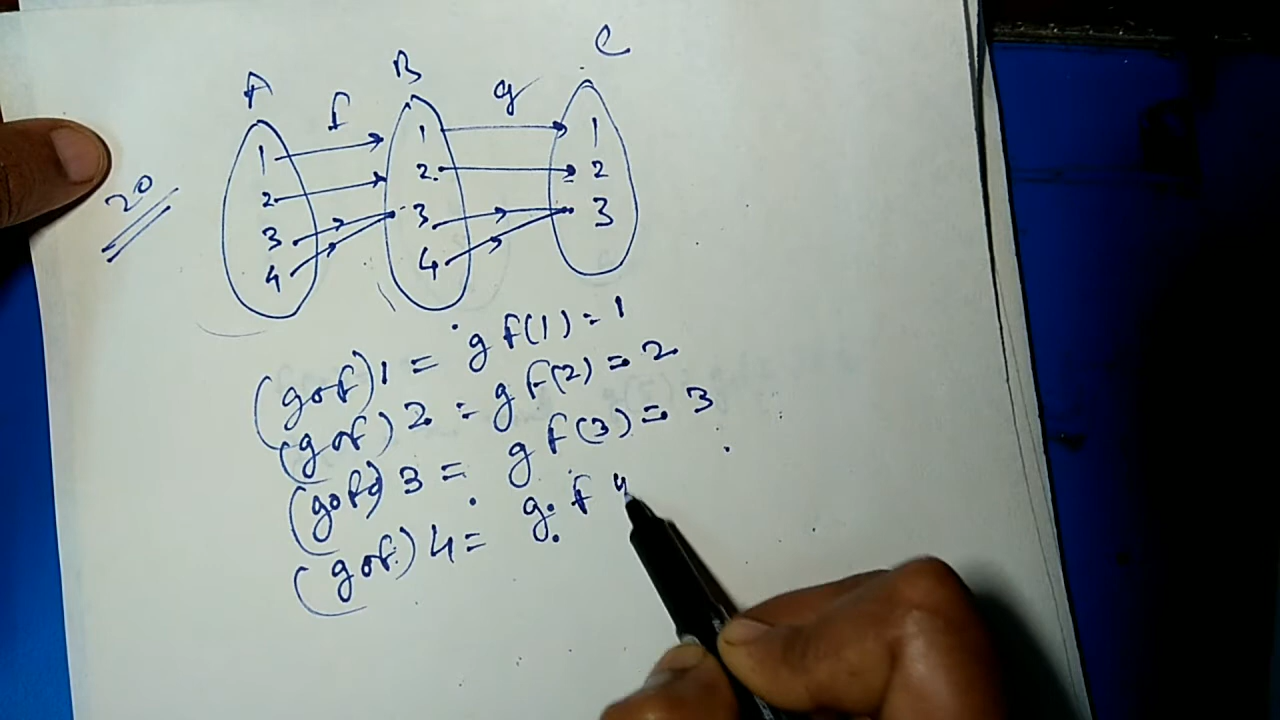 A B C
f g
20
1 1 1
2 2 2
3 3 3
4 4
(gof)1 = g f(1) = 1
(gof)2 = g f(2) = 2
(gof)3 = g f(3) = 3
(gof)4 = g f 4